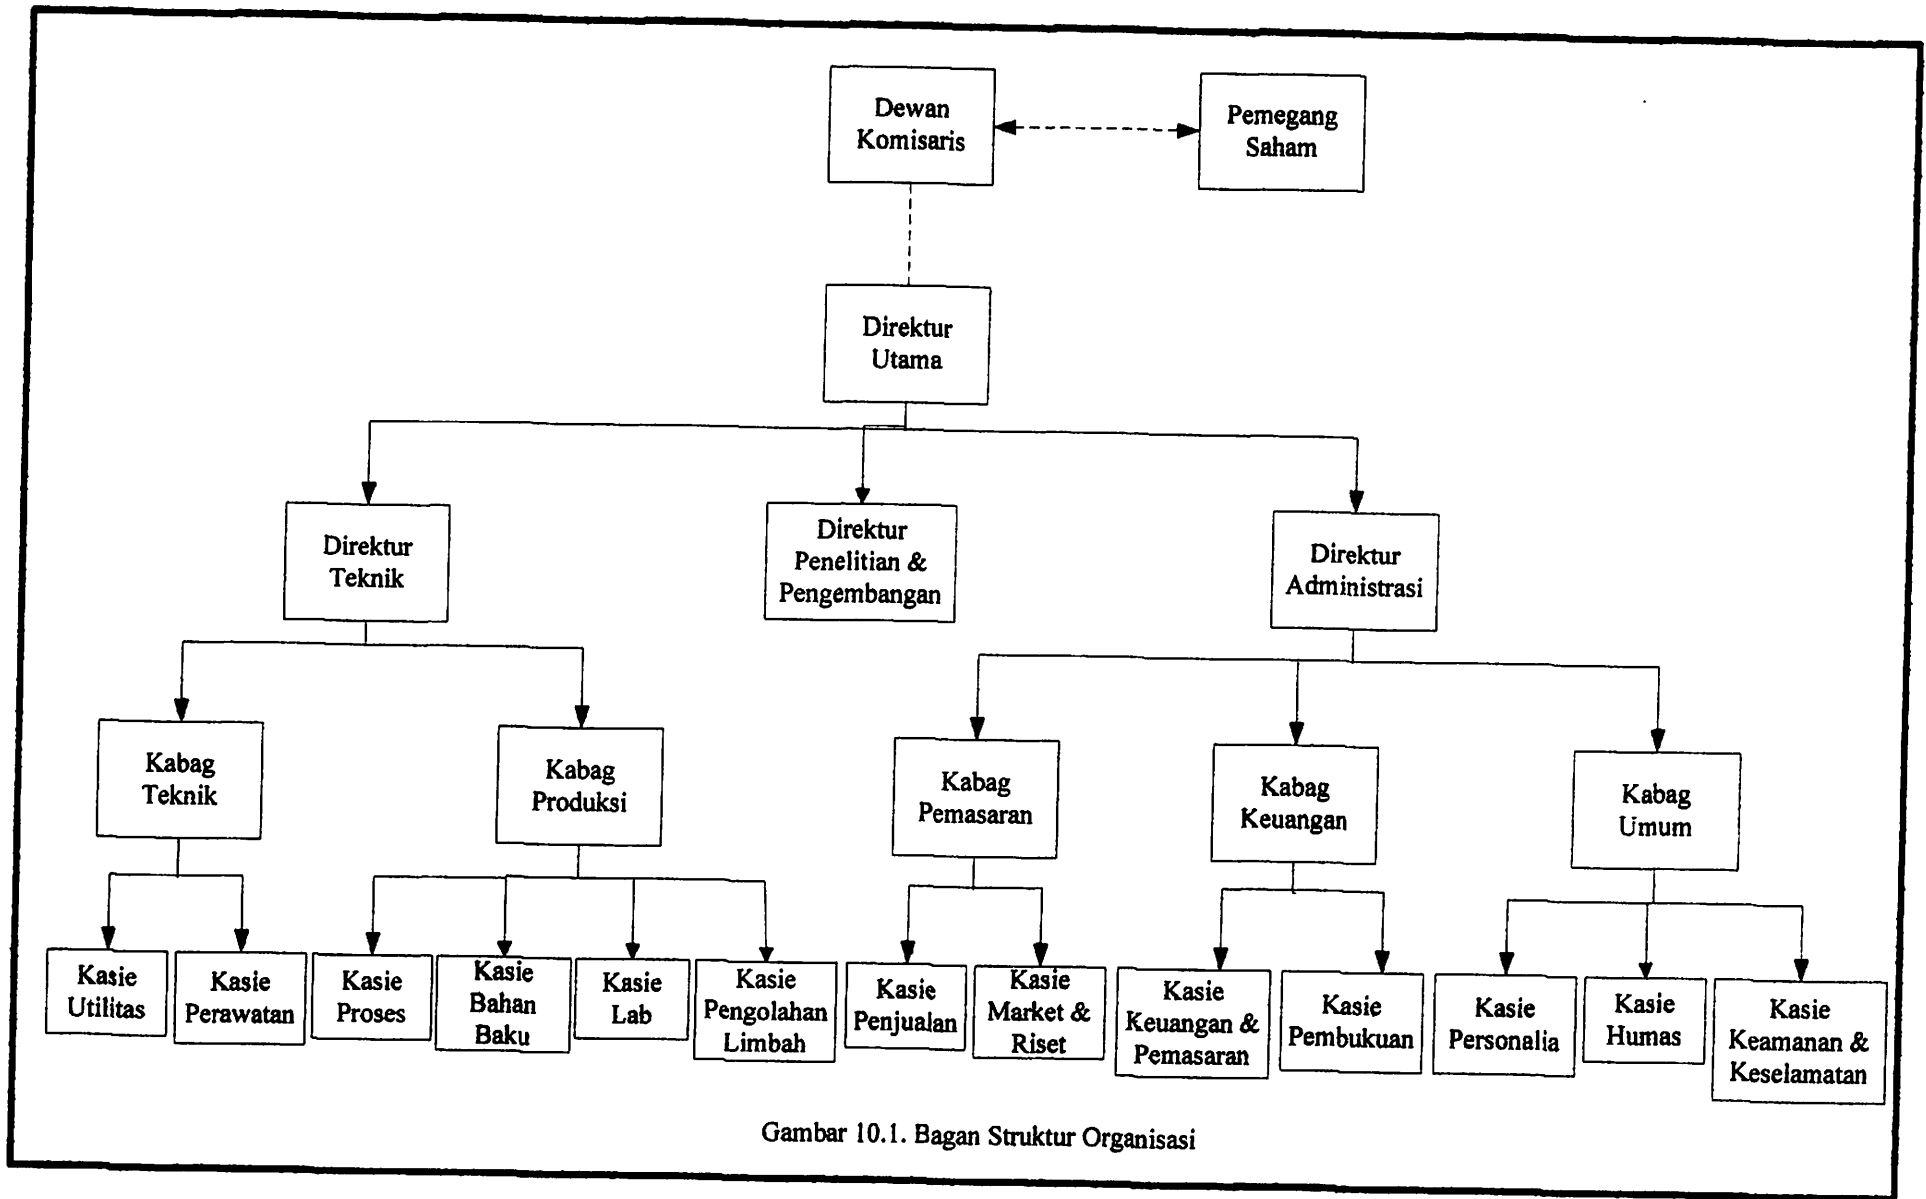 Dewan
Komisaris
Pemegang
Saham
Direktur
Utama
Direktur
Teknik
Direktur
Penelitian &
Pengembangan
Direktur
Administrasi
Kabag
Teknik
Kabag
Produksi
Kabag
Pemasaran
Kabag
Keuangan
Kabag
Umum
Kasie
Utilitas
Kasie
Perawatan
Kasie
Proses
Kasie
Bahan
Baku
Kasie
Lab
Kasie
Pengolahan
Limbah
Kasie
Penjualan
Kasie
Market &
Riset
Kasie
Keuangan &
Pemasaran
Kasie
Pembukuan
Kasie
Personalia
Kasie
Humas
Kasie
Keamanan &
Keselamatan
Gambar 10.1. Bagan Struktur Organisasi